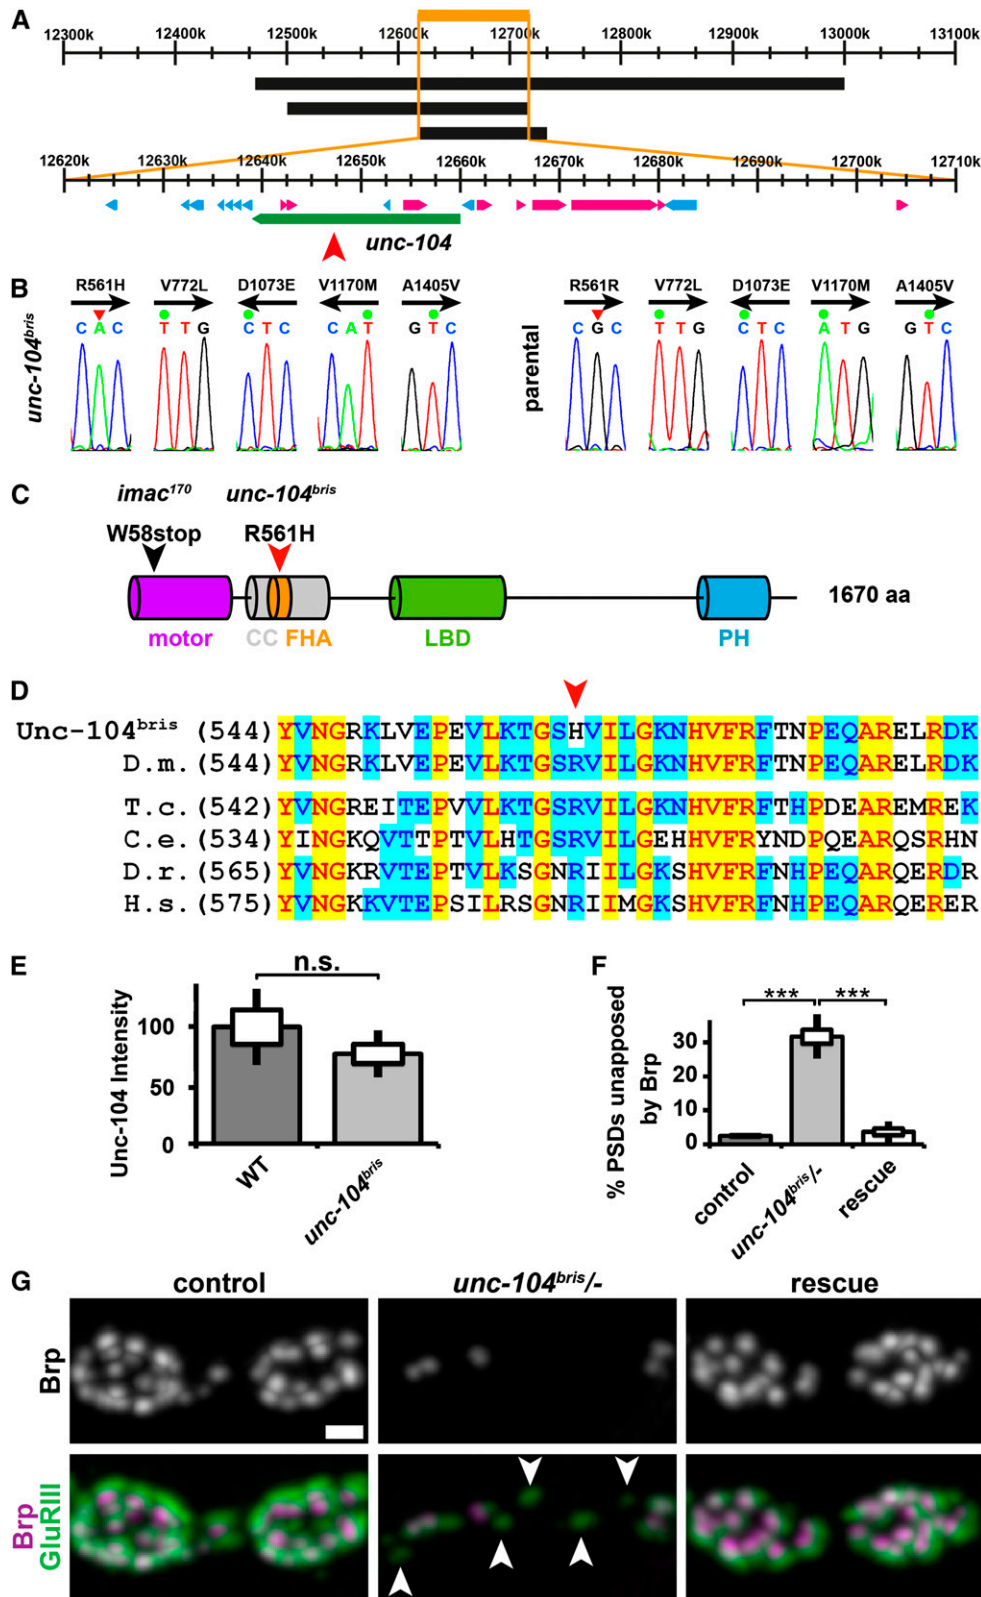 A
12300k 12400k 12500k 12600k 12700k 12800k 12900k 13000k 13100k
12620k 12630k 12640k 12650k 12660k 12670k 12680k 12690k 12700k 12710k
unc-104
B
R561H V772L D1073E V1170M A1405V R561R V772L D1073E V1170M A1405V
C A C T T G C T C C A T G T C C G C T T G C T C A T G G T C
unc-104bris
parental
C
imac170 unc-104bris
W58stop R561H
1670 aa
motor CC FHA LBD PH
D
Unc-104bris (544) YVNGRKLVEPEVLKTGSHVILGKNHVFRFTNPEQARELRDK
D.m. (544) YVNGRKLVEPEVLKTGSRVILGKNHVFRFTNPEQARELRDK
T.c. (542) YVNGREITEPVVLKTGSRVILGKNHVFRFTHPDEAREMREK
C.e. (534) YINGKQVTTPTVLHTGSRVILGEHHVFRYNDPQEARQSRHN
D.r. (565) YVNGKRVTEPTVLKSGNRIILGKSHVFRFNHPEQARQERDR
H.s. (575) YVNGKKVTEPSILRSGNRIIMGKSHVFRFNHPEQARQERER
E
n.s.
Unc-104 Intensity
100
50
0
WT
unc-104bris
F
*** ***
% PSDs unapposed
by Brp
30
20
10
0
control
unc-104bris/-
rescue
G
control unc-104bris/- rescue
Brp
Brp
GluRIII